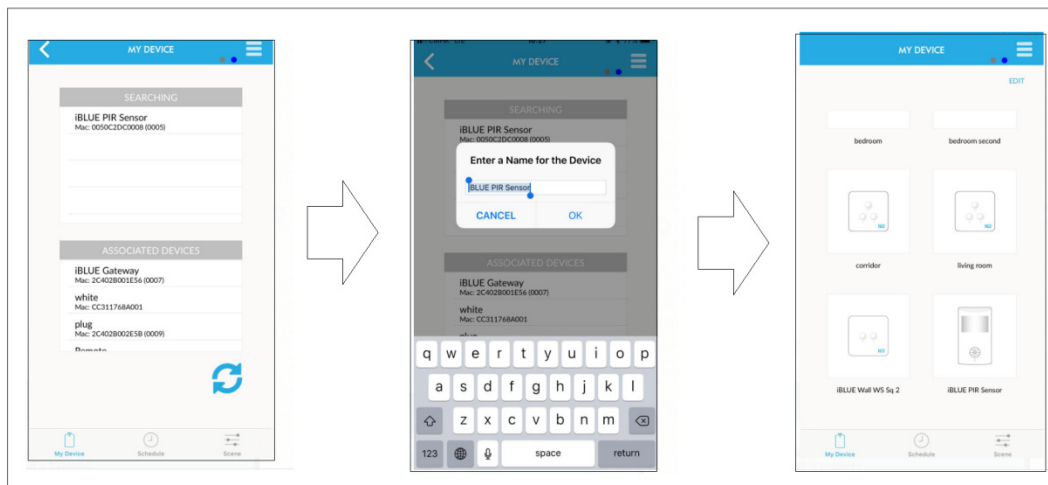 MY DEVICE
SEARCHING
iBLUE PIR Sensor
Mac: 0050C2DC0008 (0005)
ASSOCIATED DEVICES
iBLUE Gateway
Mac: 2C402B001E56 (0007)
white
Mac: CC311768A001
plug
Mac: 2C402B002E5B (0009)
Remote
My Device
Schedule
Scene
MY DEVICE
SEARCHING
iBLUE PIR Sensor
Mac: 0050C2DC0008 (0005)
Enter a Name for the Device
iBLUE PIR Sensor
CANCEL OK
ASSOCIATED DEVICES
iBLUE Gateway
Mac: 2C402B001E56 (0007)
white
Mac: CC311768A001
q w e r t y u i o p
a s d f g h j k l
z x c v b n m
123 space return
MY DEVICE
EDIT
bedroom bedroom second
corridor living room
iBLUE Wall WS Sq 2 iBLUE PIR Sensor
My Device
Schedule
Scene